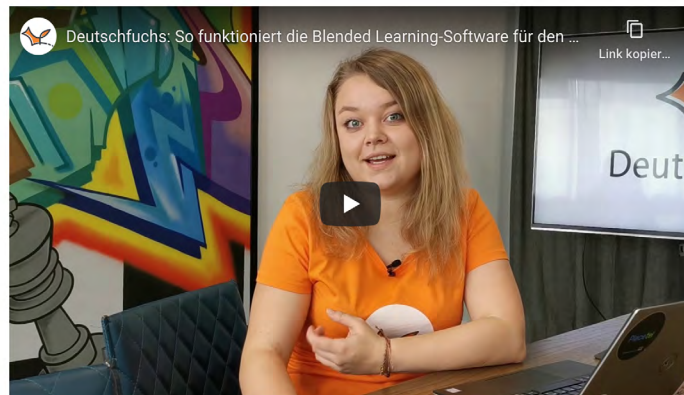 Deutschfuchs: So funktioniert die Blended Learning-Software für den ...
Link kopier...
Deut